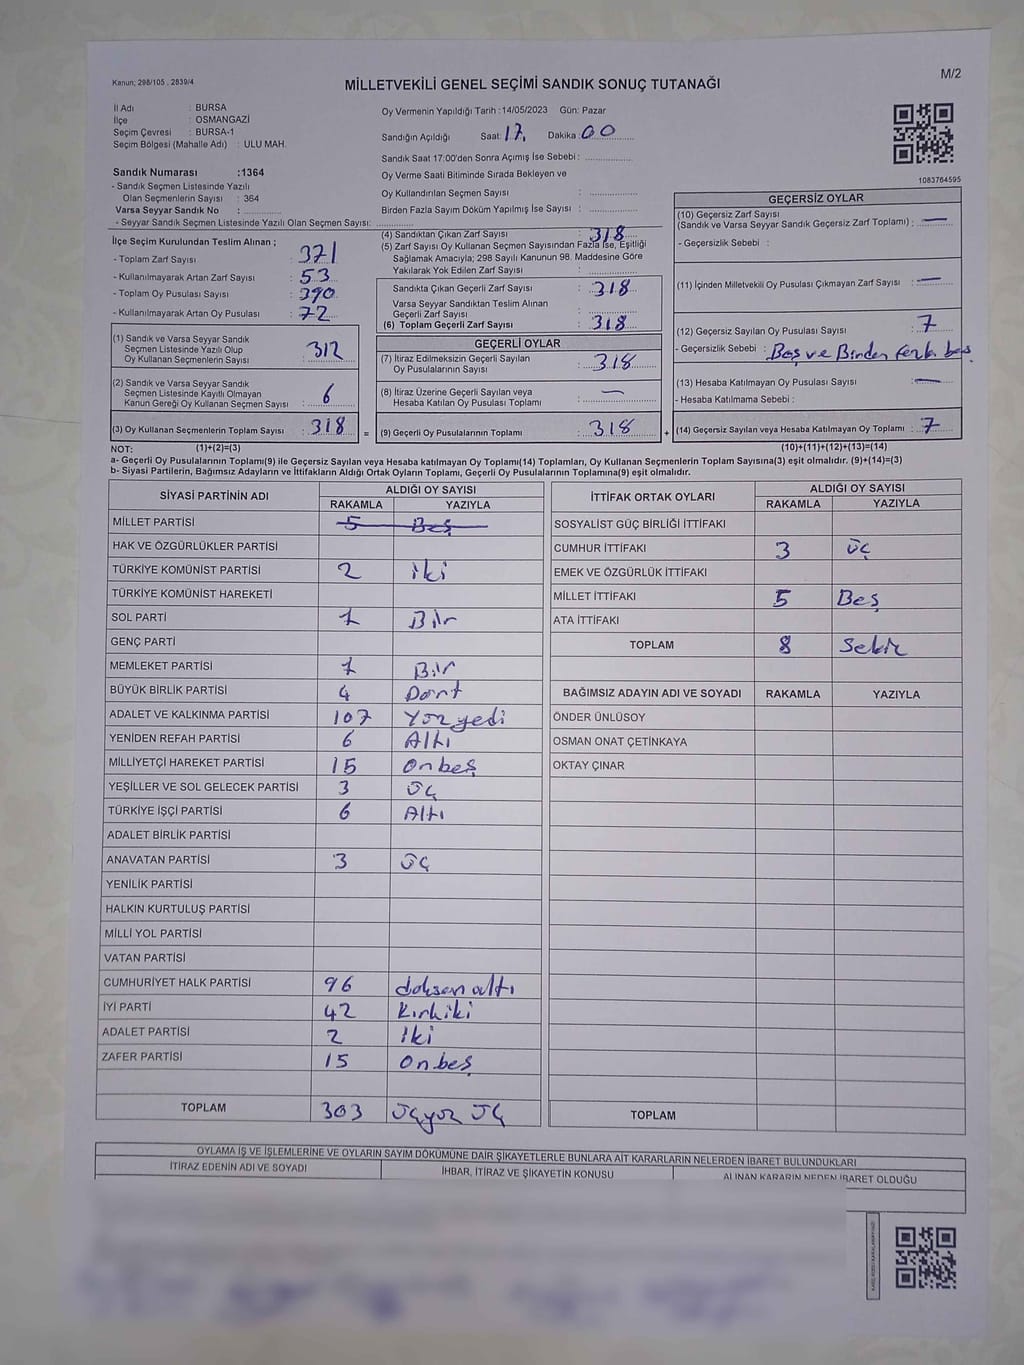 Kanun; 298/105 , 2839/4
M/2
MİLLETVEKİLİ GENEL SEÇİMİ SANDIK SONUÇ TUTANAĞI
İl Adı : BURSA
İlçe : OSMANGAZİ
Seçim Çevresi : BURSA-1
Seçim Bölgesi (Mahalle Adı) : ULU MAH.
Oy Vermenin Yapıldığı Tarih : 14/05/2023 Gün: Pazar
Sandığın Açıldığı Saat: 17 Dakika: 00
Sandık Saat 17:00'den Sonra Açımış İse Sebebi :
Oy Verme Saati Bitiminde Sırada Bekleyen ve
Oy Kullandırılan Seçmen Sayısı :
Birden Fazla Sayım Döküm Yapılmış İse Sayısı :
1083764595
Sandık Numarası :1364
- Sandık Seçmen Listesinde Yazılı
Olan Seçmenlerin Sayısı : 364
Varsa Seyyar Sandık No :
- Seyyar Sandık Seçmen Listesinde Yazılı Olan Seçmen Sayısı:
İlçe Seçim Kurulundan Teslim Alınan ;
- Toplam Zarf Sayısı : 371
- Kullanılmayarak Artan Zarf Sayısı : 53
- Toplam Oy Pusulası Sayısı : 390
- Kullanılmayarak Artan Oy Pusulası : 72
(1) Sandık ve Varsa Seyyar Sandık
Seçmen Listesinde Yazılı Olup
Oy Kullanan Seçmenlerin Sayısı : 312
(2) Sandık ve Varsa Seyyar Sandık
Seçmen Listesinde Kayıtlı Olmayan
Kanun Gereği Oy Kullanan Seçmen Sayısı : 6
(3) Oy Kullanan Seçmenlerin Toplam Sayısı : 318
(4) Sandıktan Çıkan Zarf Sayısı : 318
(5) Zarf Sayısı Oy Kullanan Seçmen Sayısından Fazla İse, Eşitliği
Sağlamak Amacıyla; 298 Sayılı Kanunun 98. Maddesine Göre
Yakılarak Yok Edilen Zarf Sayısı :
Sandıkta Çıkan Geçerli Zarf Sayısı : 318
Varsa Seyyar Sandıktan Teslim Alınan
Geçerli Zarf Sayısı :
(6) Toplam Geçerli Zarf Sayısı : 318
GEÇERLİ OYLAR
(7) İtiraz Edilmeksizin Geçerli Sayılan
Oy Pusulalarının Sayısı : 318
(8) İtiraz Üzerine Geçerli Sayılan veya
Hesaba Katılan Oy Pusulası Toplamı : —
= (9) Geçerli Oy Pusulalarının Toplamı : 318 +
GEÇERSİZ OYLAR
(10) Geçersiz Zarf Sayısı
(Sandık ve Varsa Seyyar Sandık Geçersiz Zarf Toplamı) : —
- Geçersizlik Sebebi :
(11) İçinden Milletvekili Oy Pusulası Çıkmayan Zarf Sayısı : —
(12) Geçersiz Sayılan Oy Pusulası Sayısı : 7
- Geçersizlik Sebebi : Boş ve Birden fazla
(13) Hesaba Katılmayan Oy Pusulası Sayısı : —
- Hesaba Katılmama Sebebi :
(14) Geçersiz Sayılan veya Hesaba Katılmayan Oy Toplamı : 7
NOT: (1)+(2)=(3) (10)+(11)+(12)+(13)=(14)
a- Geçerli Oy Pusulalarının Toplamı(9) ile Geçersiz Sayılan veya Hesaba katılmayan Oy Toplamı(14) Toplamları, Oy Kullanan Seçmenlerin Toplam Sayısına(3) eşit olmalıdır. (9)+(14)=(3)
b- Siyasi Partilerin, Bağımsız Adayların ve İttifakların Aldığı Ortak Oyların Toplamı, Geçerli Oy Pusulalarının Toplamına(9) eşit olmalıdır.
SİYASİ PARTİNİN ADI ALDIĞI OY SAYISI
RAKAMLA YAZIYLA
MİLLET PARTİSİ 5 Beş
HAK VE ÖZGÜRLÜKLER PARTİSİ
TÜRKİYE KOMÜNİST PARTİSİ 2 iki
TÜRKİYE KOMÜNİST HAREKETİ
SOL PARTİ 1 Bir
GENÇ PARTİ
MEMLEKET PARTİSİ 1 Bir
BÜYÜK BİRLİK PARTİSİ 4 Dört
ADALET VE KALKINMA PARTİSİ 107 Yüzyedi
YENİDEN REFAH PARTİSİ 6 Altı
MİLLİYETÇİ HAREKET PARTİSİ 15 Onbeş
YEŞİLLER VE SOL GELECEK PARTİSİ 3 Üç
TÜRKİYE İŞÇİ PARTİSİ 6 Altı
ADALET BİRLİK PARTİSİ
ANAVATAN PARTİSİ 3 Üç
YENİLİK PARTİSİ
HALKIN KURTULUŞ PARTİSİ
MİLLİ YOL PARTİSİ
VATAN PARTİSİ
CUMHURİYET HALK PARTİSİ 96 doksanaltı
İYİ PARTİ 42 Kırkiki
ADALET PARTİSİ 2 İki
ZAFER PARTİSİ 15 Onbeş
TOPLAM 303 Üçyüz Üç
İTTİFAK ORTAK OYLARI ALDIĞI OY SAYISI
RAKAMLA YAZIYLA
SOSYALİST GÜÇ BİRLİĞİ İTTİFAKI
CUMHUR İTTİFAKI 3 Üç
EMEK VE ÖZGÜRLÜK İTTİFAKI
MİLLET İTTİFAKI 5 Beş
ATA İTTİFAKI
TOPLAM 8 Sekiz
BAĞIMSIZ ADAYIN ADI VE SOYADI RAKAMLA YAZIYLA
ÖNDER ÜNLÜSOY
OSMAN ONAT ÇETİNKAYA
OKTAY ÇINAR
TOPLAM
OYLAMA İŞ VE İŞLEMLERİNE VE OYLARIN SAYIM DÖKÜMÜNE DAİR ŞİKAYETLERLE BUNLARA AİT KARARLARIN NELERDEN İBARET BULUNDUKLARI
İTİRAZ EDENİN ADI VE SOYADI İHBAR, İTİRAZ VE ŞİKAYETİN KONUSU ALINAN KARARIN NEDEN İBARET OLDUĞU